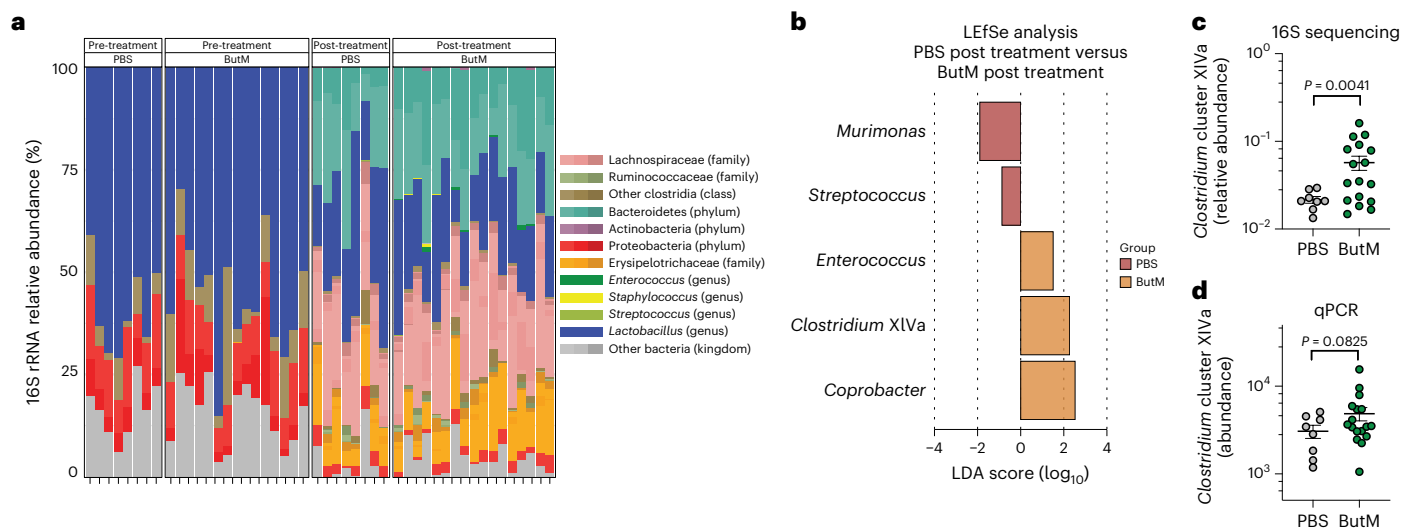 a
Pre-treatment
Pre-treatment
Post-treatment
Post-treatment
PBS
ButM
PBS
ButM
16S rRNA relative abundance (%)
100
75
50
25
0
Lachnospiraceae (family)
Ruminococcaceae (family)
Other clostridia (class)
Bacteroidetes (phylum)
Actinobacteria (phylum)
Proteobacteria (phylum)
Erysipelotrichaceae (family)
Enterococcus (genus)
Staphylococcus (genus)
Streptococcus (genus)
Lactobacillus (genus)
Other bacteria (kingdom)
b
LEfSe analysis
PBS post treatment versus
ButM post treatment
Murimonas
Streptococcus
Enterococcus
Clostridium XIVa
Coprobacter
−4
−2
0
2
4
LDA score (log10)
Group
PBS
ButM
c
16S sequencing
Clostridium cluster XIVa
(relative abundance)
10⁰
10⁻¹
10⁻²
P = 0.0041
PBS
ButM
d
qPCR
Clostridium cluster XIVa
(abundance)
10⁴
10³
P = 0.0825
PBS
ButM